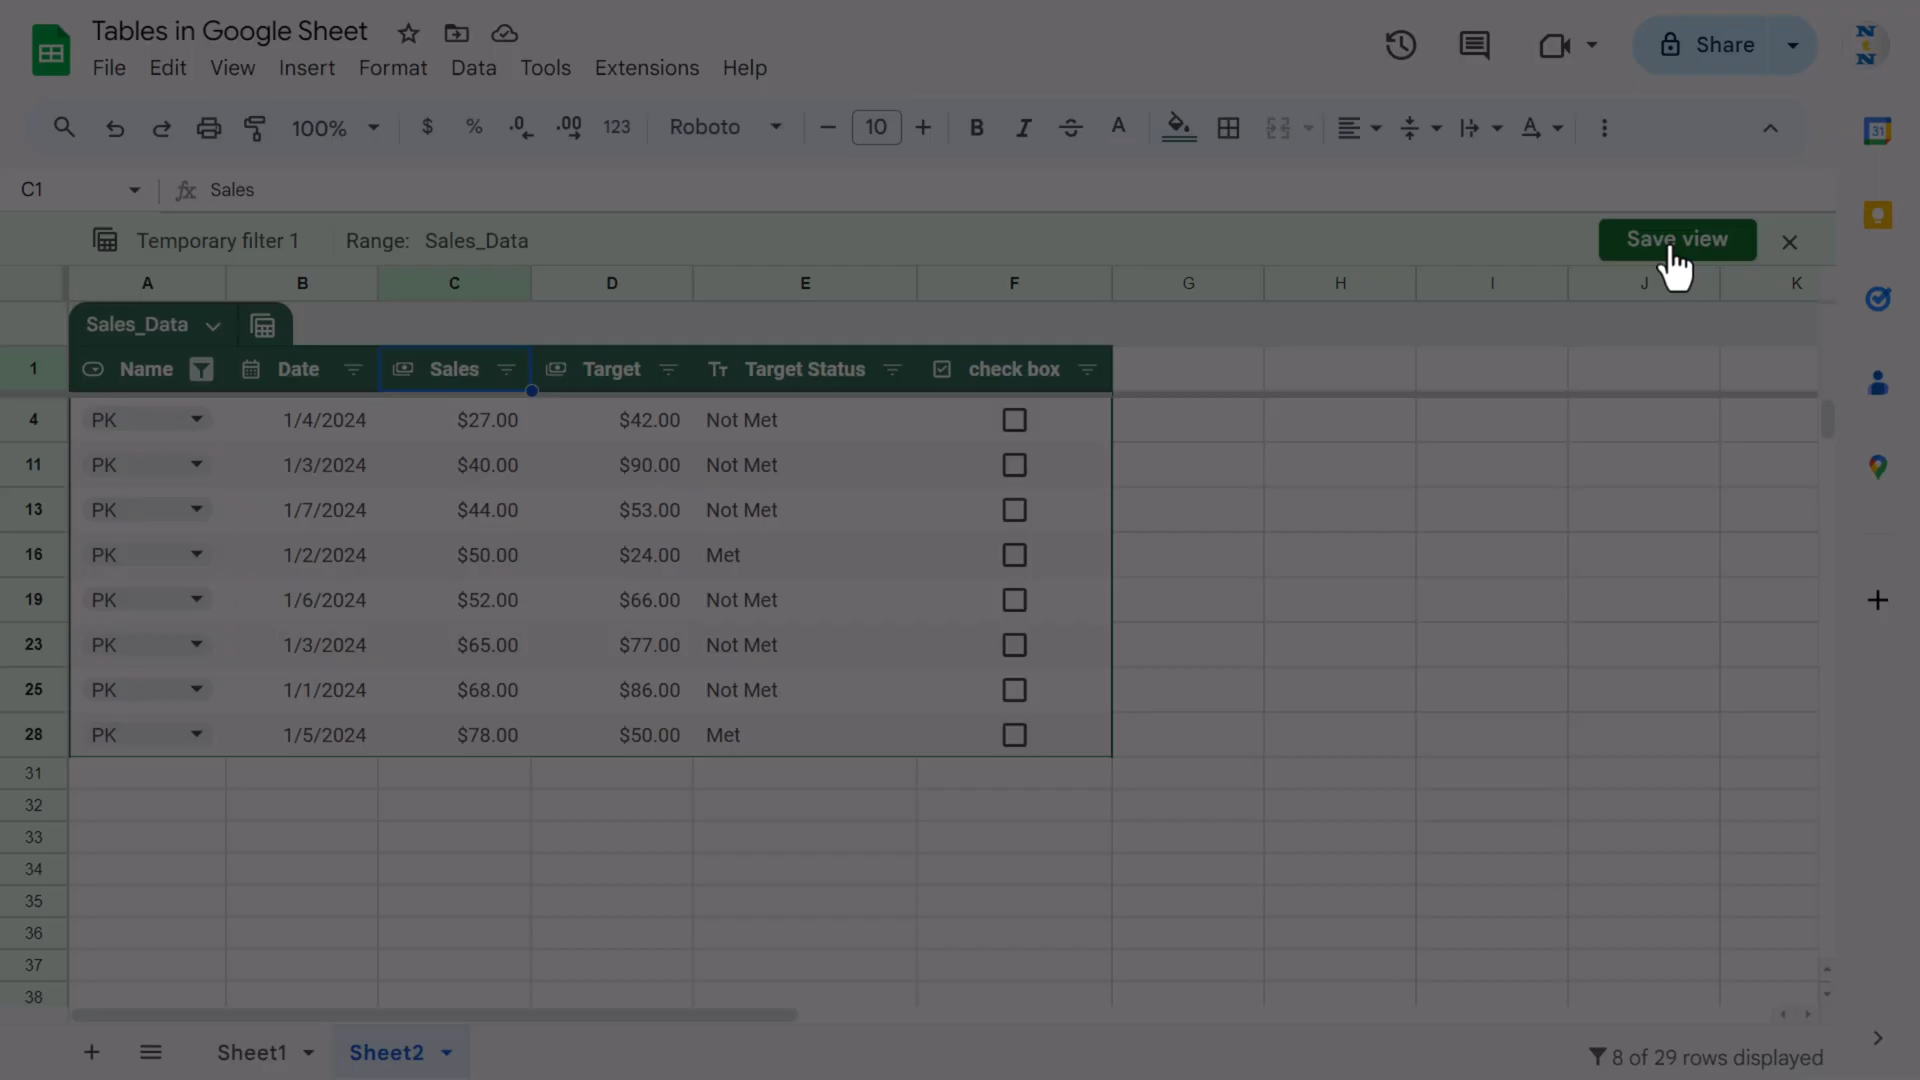 Tables in Google Sheet
File Edit View Insert Format Data Tools Extensions Help
Share
100% $ % .0 .00 123 Roboto 10 B I A A
31
C1 fx Sales
Temporary filter 1 Range: Sales_Data Save view
A B C D E F G H I J K
Sales_Data
1 Name Date Sales Target Tт Target Status check box
4 PK 1/4/2024 $27.00 $42.00 Not Met
11 PK 1/3/2024 $40.00 $90.00 Not Met
13 PK 1/7/2024 $44.00 $53.00 Not Met
16 PK 1/2/2024 $50.00 $24.00 Met
19 PK 1/6/2024 $52.00 $66.00 Not Met
23 PK 1/3/2024 $65.00 $77.00 Not Met
25 PK 1/1/2024 $68.00 $86.00 Not Met
28 PK 1/5/2024 $78.00 $50.00 Met
31
32
33
34
35
36
37
38
Sheet1 Sheet2 8 of 29 rows displayed